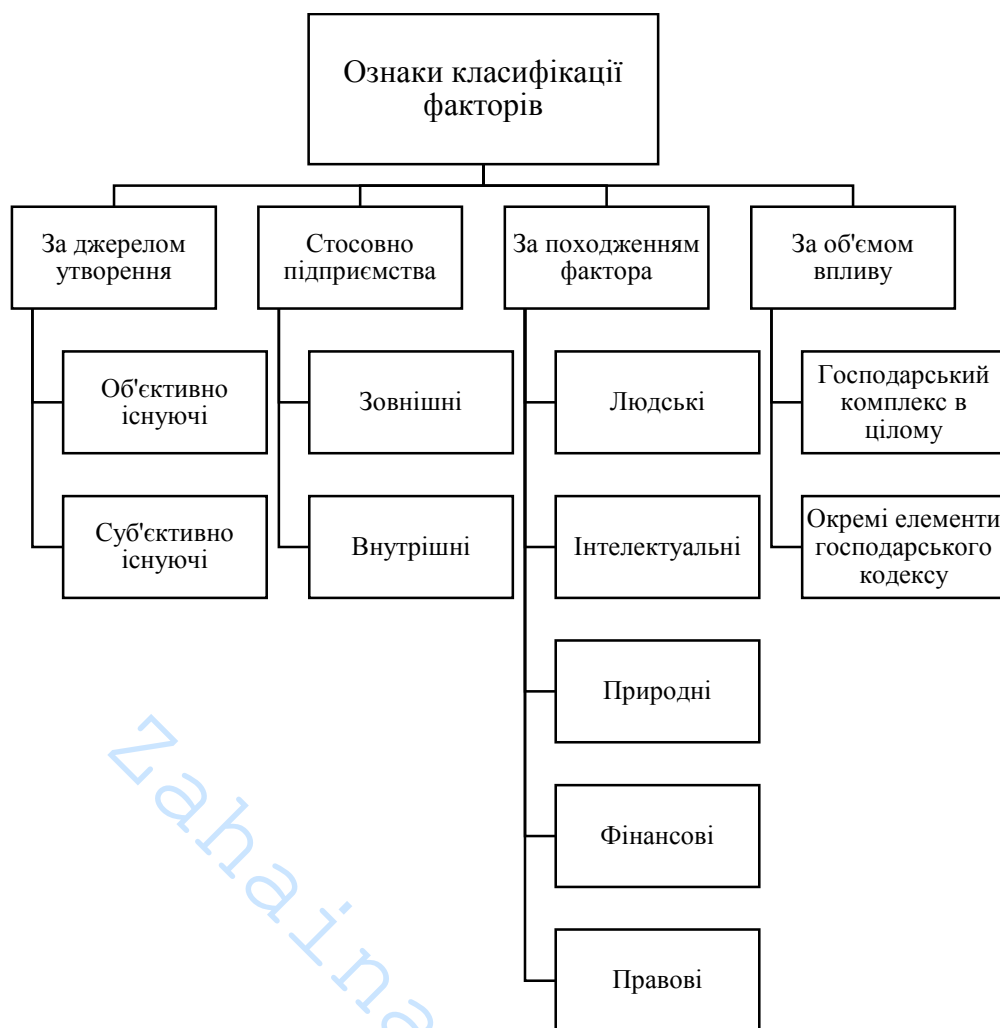 Ознаки класифікації
факторів
За джерелом
утворення
Об'єктивно
існуючі
Суб'єктивно
існуючі
Стосовно
підприємства
Зовнішні
Внутрішні
За походженням
фактора
Людські
Інтелектуальні
Природні
Фінансові
Правові
За об'ємом
впливу
Господарський
комплекс в
цілому
Окремі елементи
господарського
кодексу
Zahaina